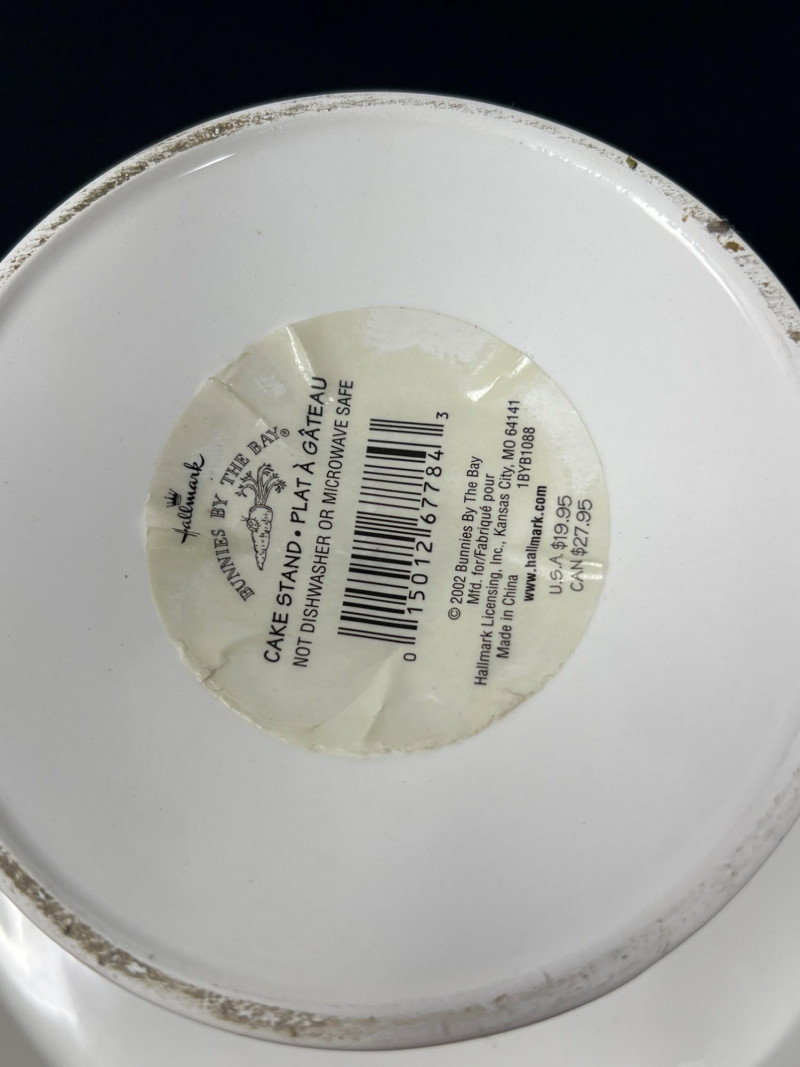 Hallmark
BUNNIES BY THE BAY®
CAKE STAND • PLAT À GÂTEAU
NOT DISHWASHER OR MICROWAVE SAFE
0 15012 67784 3
© 2002 Bunnies By The Bay
Mfd. for/Fabriqué pour
Hallmark Licensing, Inc., Kansas City, MO 64141
Made in China 1BYB1088
www.hallmark.com
U.S.A. $19.95
CAN $27.95